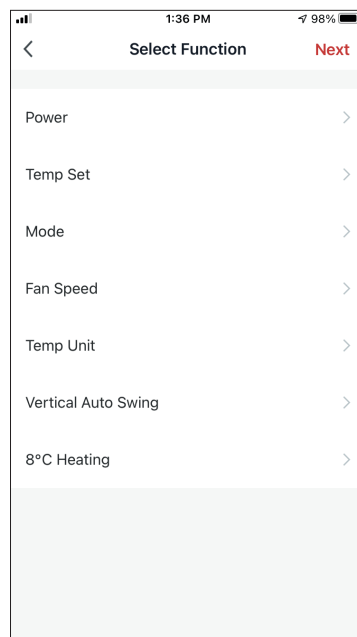 1:36 PM
98%
Select Function
Next
Power
Temp Set
Mode
Fan Speed
Temp Unit
Vertical Auto Swing
8°C Heating